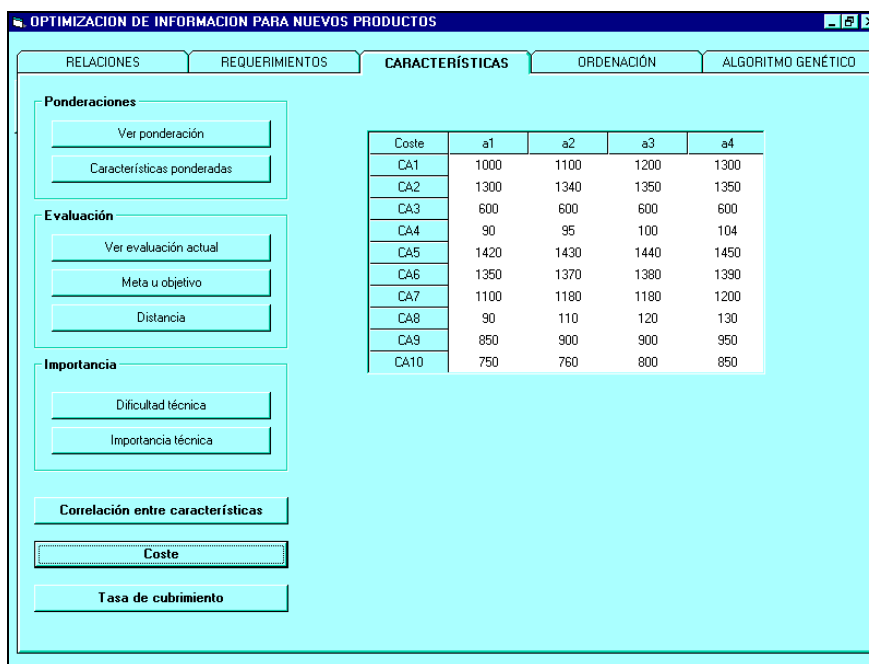 OPTIMIZACION DE INFORMACION PARA NUEVOS PRODUCTOS
RELACIONES REQUERIMIENTOS CARACTERÍSTICAS ORDENACIÓN ALGORITMO GENÉTICO
Ponderaciones
Ver ponderación
Características ponderadas
Evaluación
Ver evaluación actual
Meta u objetivo
Distancia
Importancia
Dificultad técnica
Importancia técnica
Correlación entre características
Coste
Tasa de cubrimiento
Coste a1 a2 a3 a4
CA1 1000 1100 1200 1300
CA2 1300 1340 1350 1350
CA3 600 600 600 600
CA4 90 95 100 104
CA5 1420 1430 1440 1450
CA6 1350 1370 1380 1390
CA7 1100 1180 1180 1200
CA8 90 110 120 130
CA9 850 900 900 950
CA10 750 760 800 850